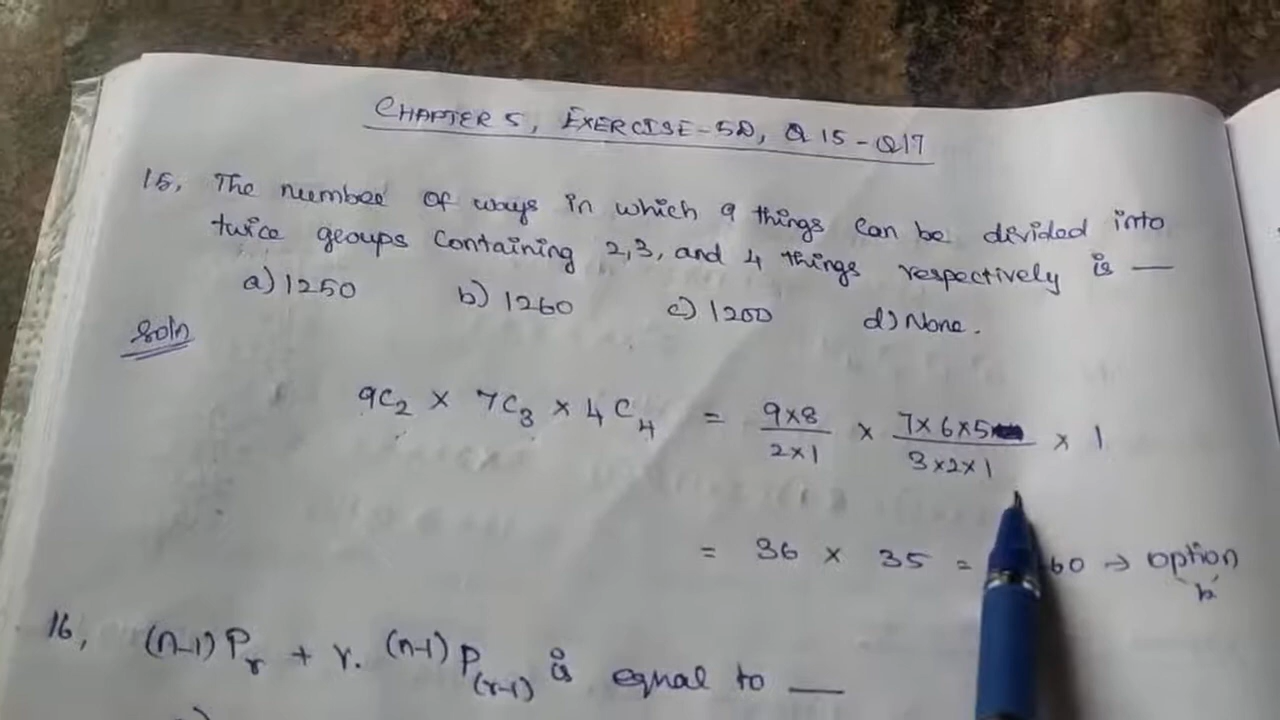 CHAPTER 5, EXERCISE-5D, Q 15 - Q17
15, The number of ways in which 9 things can be divided into
twice groups containing 2,3, and 4 things respectively is —
a) 1250 b) 1260 c) 1200 d) None.
Soln
9C2 × 7C3 × 4C4 = 9×8/2×1 × 7×6×5/3×2×1 × 1
= 36 × 35 = 60 → option
'b'
16, (n-1)Pr + r. (n-1)P(r-1) is equal to —